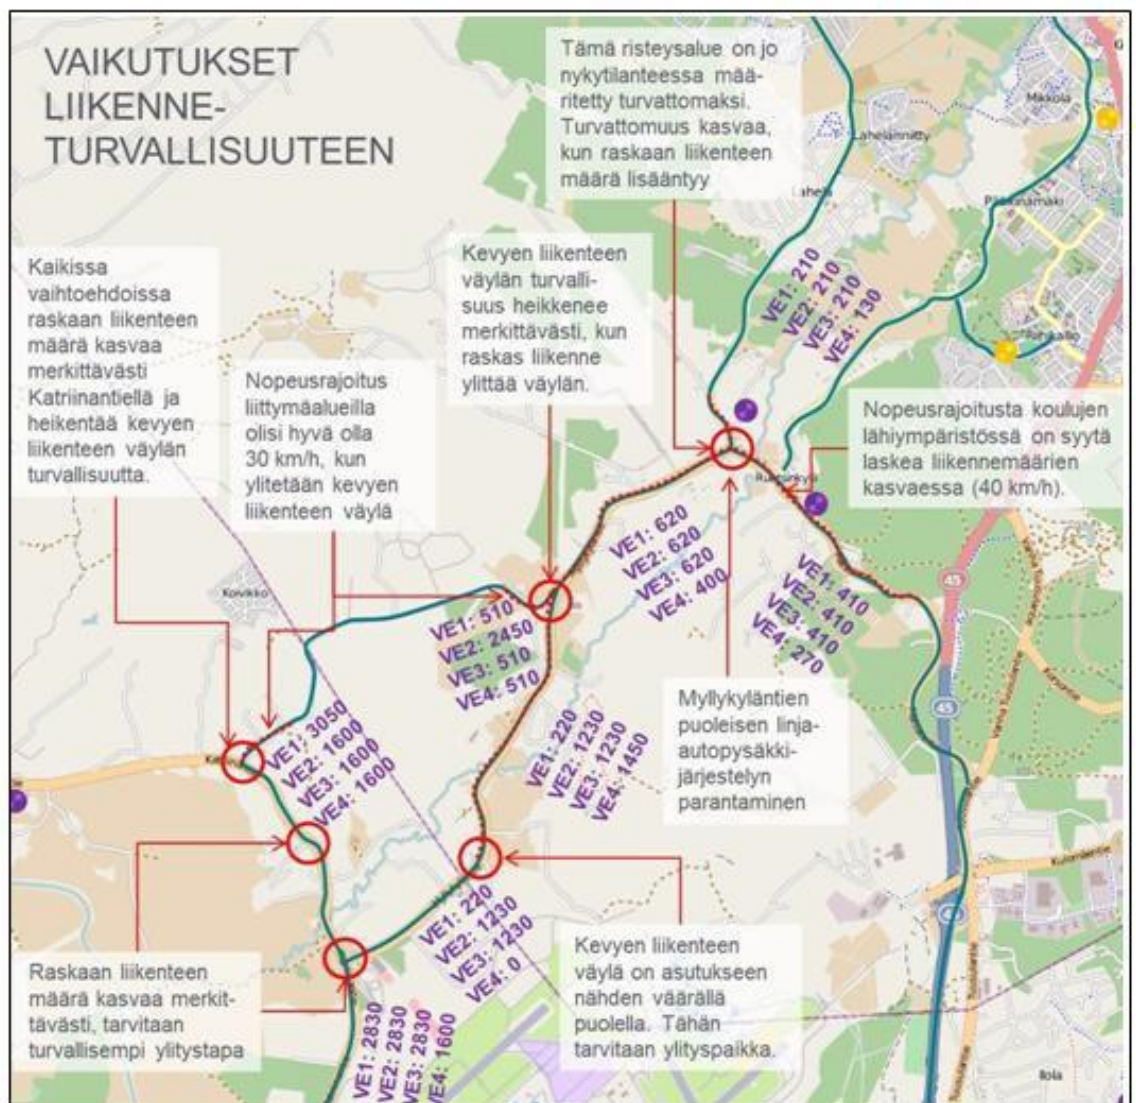 VAIKUTUKSET
LIIKENNE-
TURVALLISUUTEEN
Tämä risteysalue on jo
nykytilanteessa mää-
ritetty turvattomaksi.
Turvattomuus kasvaa,
kun raskaan liikenteen
määrä lisääntyy
Mikkola
Lahelanniitty
Lahela
Kaikissa
vaihtoehdoissa
raskaan liikenteen
määrä kasvaa
merkittävästi
Katriinantiellä ja
heikentää kevyen
liikenteen väylän
turvallisuutta.
Nopeusrajoitus
liittymäalueilla
olisi hyvä olla
30 km/h, kun
ylitetään kevyen
liikenteen väylä
Kevyen liikenteen
väylän turvalli-
suus heikkenee
merkittävästi, kun
raskas liikenne
ylittää väylän.
VE1: 210
VE2: 210
VE3: 210
VE4: 130
Nopeusrajoitusta koulujen
lähiympäristössä on syytä
laskea liikennemäärien
kasvaessa (40 km/h).
VE1: 620
VE2: 620
VE3: 620
VE4: 400
VE1: 410
VE2: 410
VE3: 410
VE4: 270
45
45
Koivikko
VE1: 510
VE2: 2450
VE3: 510
VE4: 510
Myllykyläntien
puoleisen linja-
autopysäkki-
järjestelyn
parantaminen
VE1: 3050
VE2: 1600
VE3: 1600
VE4: 1600
VE1: 220
VE2: 1230
VE3: 1230
VE4: 1450
Kulomäentie
VE1: 220
VE2: 1230
VE3: 1230
VE4: 0
Raskaan liikenteen
määrä kasvaa merkit-
tävästi, tarvitaan
turvallisempi ylitystapa
Kevyen liikenteen
väylä on asutukseen
nähden väärällä
puolella. Tähän
tarvitaan ylityspaikka.
VE1: 2830
VE2: 2830
VE3: 2830
VE4: 1600
Tuusulantie
Ilola